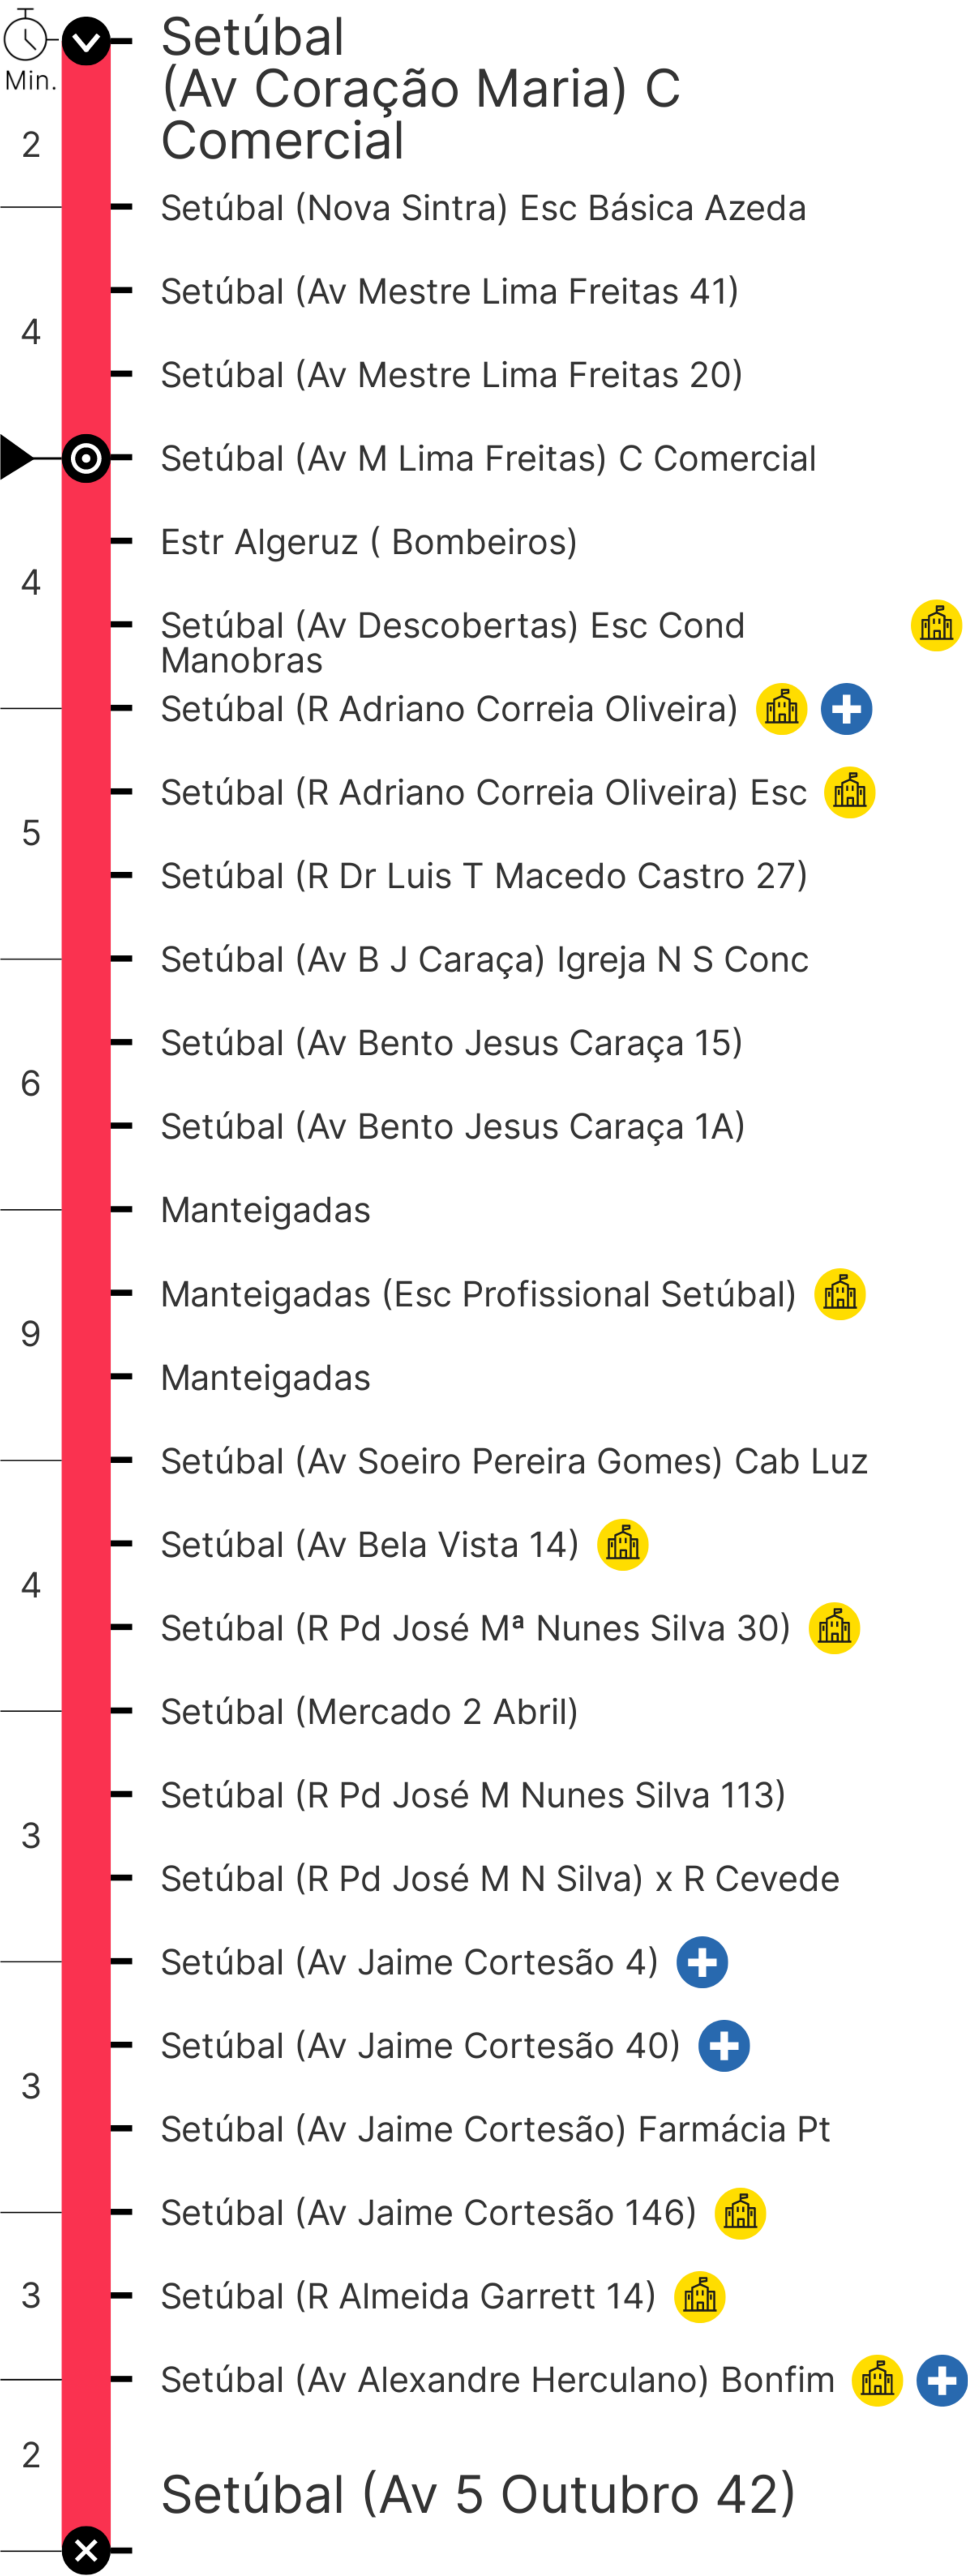 Min.
Setúbal
(Av Coração Maria) C
Comercial
2
Setúbal (Nova Sintra) Esc Básica Azeda
Setúbal (Av Mestre Lima Freitas 41)
4
Setúbal (Av Mestre Lima Freitas 20)
Setúbal (Av M Lima Freitas) C Comercial
Estr Algeruz ( Bombeiros)
4
Setúbal (Av Descobertas) Esc Cond
Manobras
Setúbal (R Adriano Correia Oliveira)
Setúbal (R Adriano Correia Oliveira) Esc
5
Setúbal (R Dr Luis T Macedo Castro 27)
Setúbal (Av B J Caraça) Igreja N S Conc
Setúbal (Av Bento Jesus Caraça 15)
6
Setúbal (Av Bento Jesus Caraça 1A)
Manteigadas
Manteigadas (Esc Profissional Setúbal)
9
Manteigadas
Setúbal (Av Soeiro Pereira Gomes) Cab Luz
Setúbal (Av Bela Vista 14)
4
Setúbal (R Pd José Mª Nunes Silva 30)
Setúbal (Mercado 2 Abril)
Setúbal (R Pd José M Nunes Silva 113)
3
Setúbal (R Pd José M N Silva) x R Cevede
Setúbal (Av Jaime Cortesão 4)
Setúbal (Av Jaime Cortesão 40)
3
Setúbal (Av Jaime Cortesão) Farmácia Pt
Setúbal (Av Jaime Cortesão 146)
3
Setúbal (R Almeida Garrett 14)
Setúbal (Av Alexandre Herculano) Bonfim
2
Setúbal (Av 5 Outubro 42)